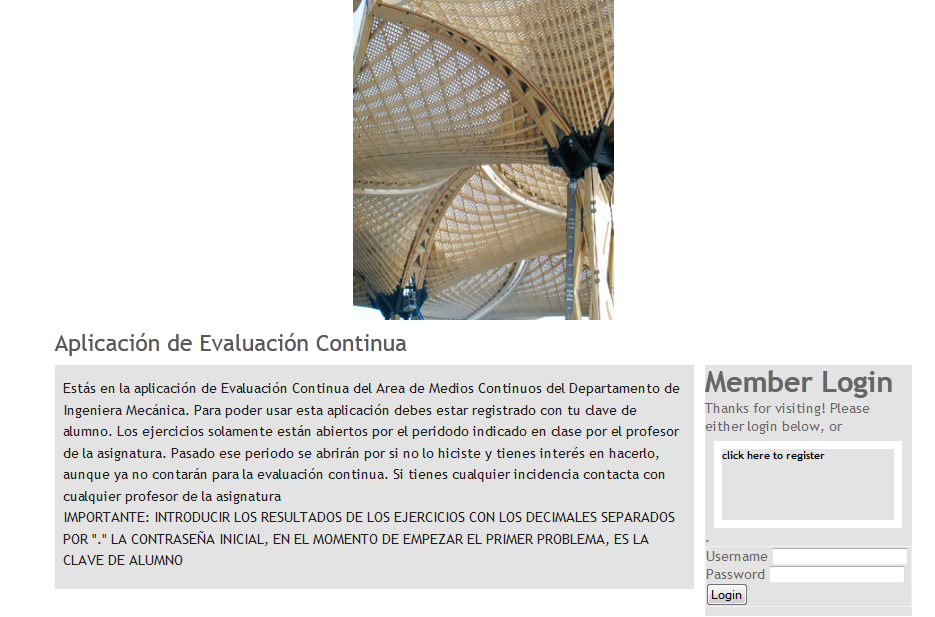 Aplicación de Evaluación Continua
Estás en la aplicación de Evaluación Continua del Area de Medios Continuos del Departamento de
Ingeniera Mecánica. Para poder usar esta aplicación debes estar registrado con tu clave de
alumno. Los ejercicios solamente están abiertos por el peridodo indicado en clase por el profesor
de la asignatura. Pasado ese periodo se abrirán por si no lo hiciste y tienes interés en hacerlo,
aunque ya no contarán para la evaluación continua. Si tienes cualquier incidencia contacta con
cualquier profesor de la asignatura
IMPORTANTE: INTRODUCIR LOS RESULTADOS DE LOS EJERCICIOS CON LOS DECIMALES SEPARADOS
POR "." LA CONTRASEÑA INICIAL, EN EL MOMENTO DE EMPEZAR EL PRIMER PROBLEMA, ES LA
CLAVE DE ALUMNO
Member Login
Thanks for visiting! Please
either login below, or
click here to register
.
Username
Password
Login